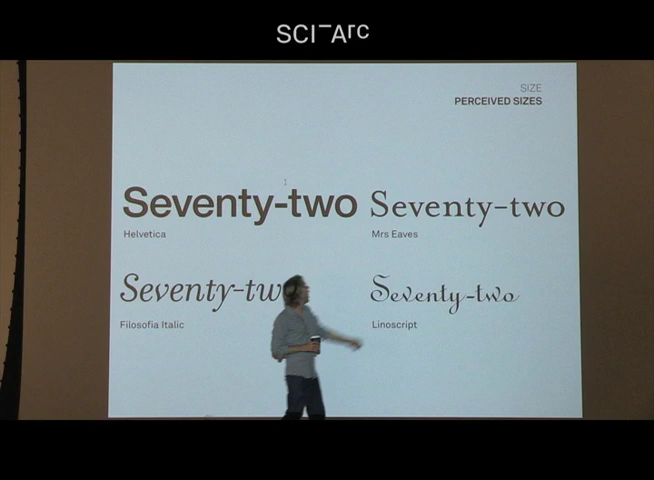 SCI-Arc
SIZE
PERCEIVED SIZES
Seventy-two
Helvetica
Seventy-two
Mrs Eaves
Seventy-tw
Filosofia Italic
Seventy-two
Linoscript